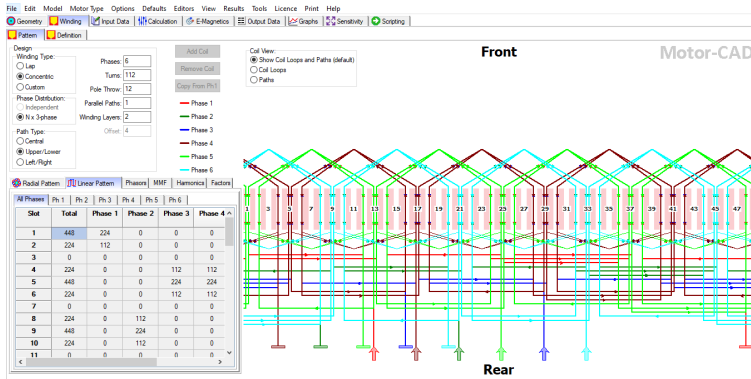 File Edit Model Motor Type Options Defaults Editors View Results Tools Licence Print Help
Geometry Winding Input Data Calculation E-Magnetics Output Data Graphs Sensitivity Scripting
Pattern Definition
Design
Winding Type:
Lap
Concentric
Custom
Phase Distribution:
Independent
N x 3-phase
Path Type:
Central
Upper/Lower
Left/Right
Phases: 6
Turns: 112
Pole Throw: 12
Parallel Paths: 1
Winding Layers: 2
Offset: 4
Add Coil
Remove Coil
Copy From Ph1
Phase 1
Phase 2
Phase 3
Phase 4
Phase 5
Phase 6
Coil View:
Show Coil Loops and Paths (default)
Coil Loops
Paths
Front
Motor-CAD
Radial Pattern Linear Pattern Phasors MMF Harmonics Factors
All Phases Ph 1 Ph 2 Ph 3 Ph 4 Ph 5 Ph 6
Slot Total Phase 1 Phase 2 Phase 3 Phase 4
1 448 224 0 0 0
2 224 112 0 0 0
3 0 0 0 0 0
4 224 0 0 112 112
5 448 0 0 224 224
6 224 0 0 112 112
7 0 0 0 0 0
8 224 0 112 0 0
9 448 0 224 0 0
10 224 0 112 0 0
11 0 0 0 0 0
1 3 5 7 9 11 13 15 17 19 21 23 25 27 29 31 33 35 37 39 41 43 45 47
Rear